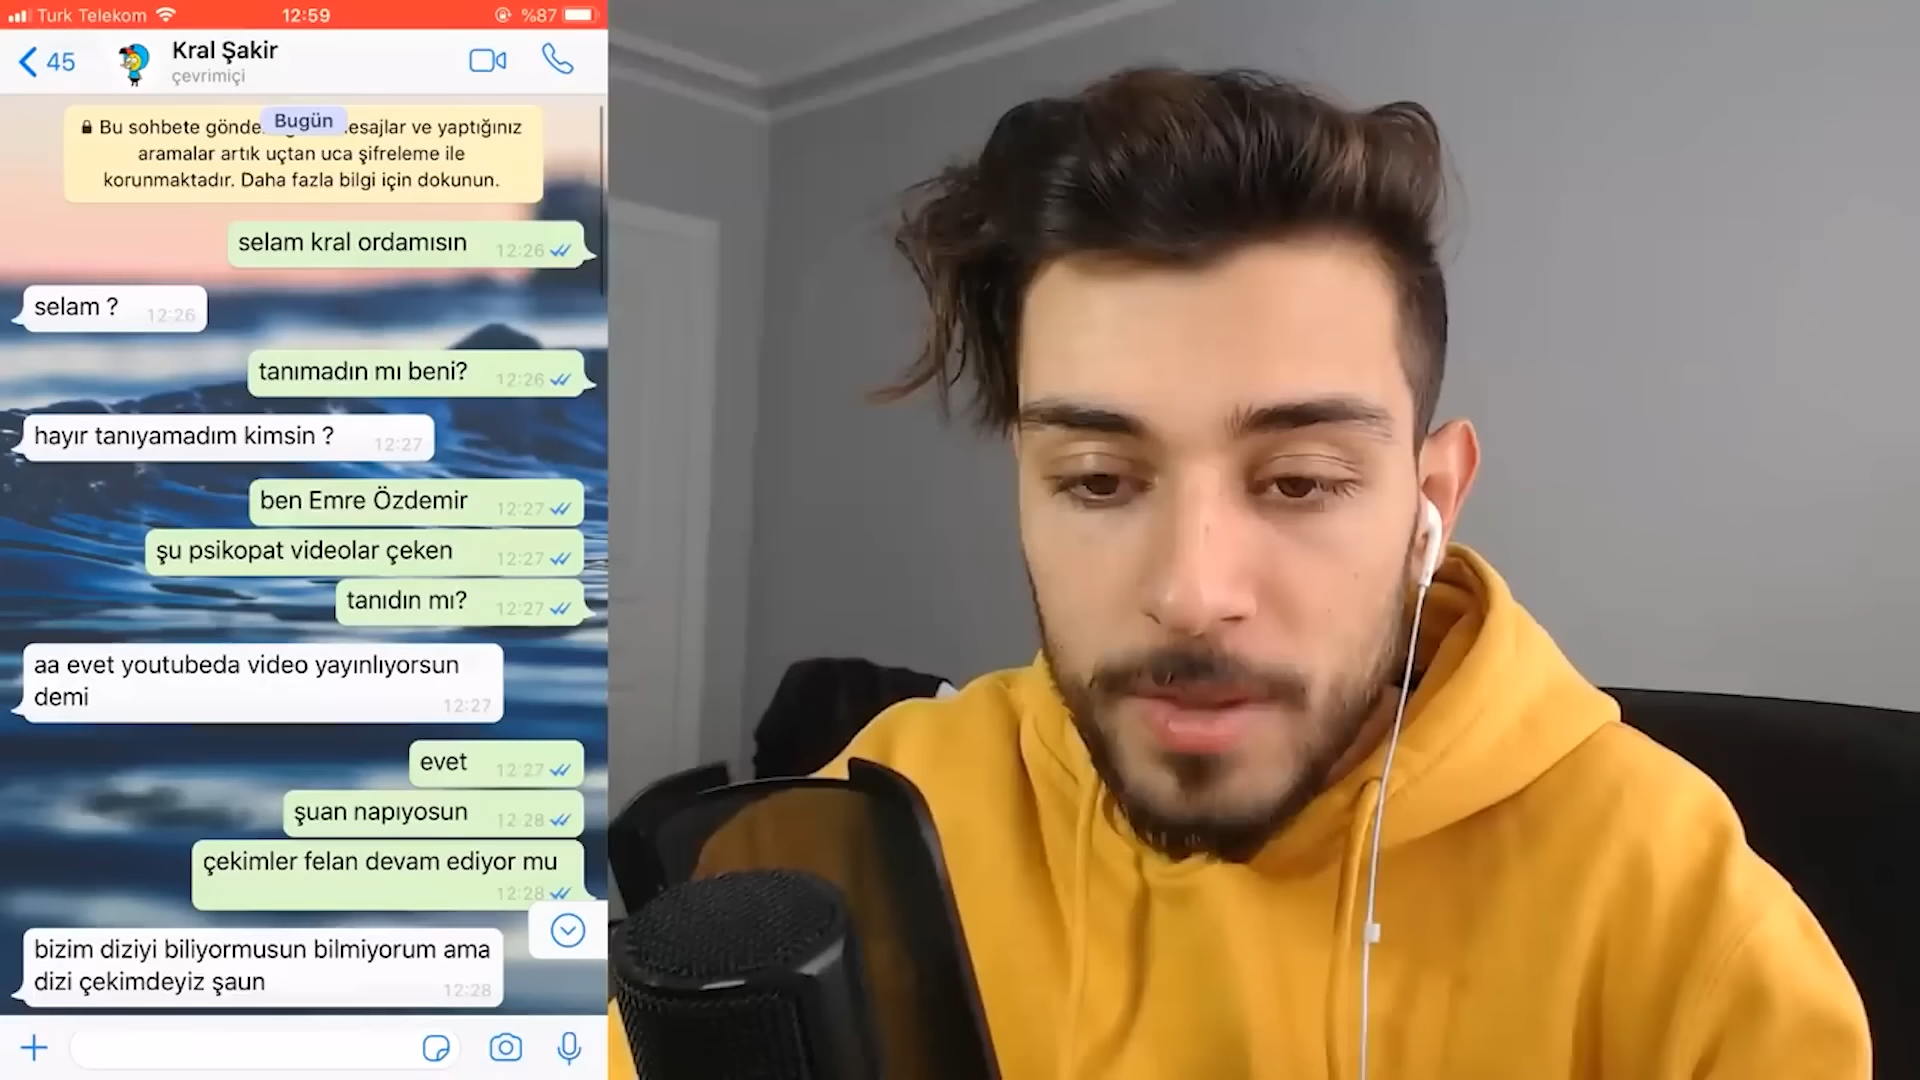 Turk Telekom 12:59 %87
45 Kral Şakir
çevrimiçi
Bugün
Bu sohbete gönde esajlar ve yaptığınız
aramalar artık uçtan uca şifreleme ile
korunmaktadır. Daha fazla bilgi için dokunun.
selam kral ordamısın 12:26
selam ? 12:26
tanımadın mı beni? 12:26
hayır tanıyamadım kimsin ? 12:27
ben Emre Özdemir 12:27
şu psikopat videolar çeken 12:27
tanıdın mı? 12:27
aa evet youtubeda video yayınlıyorsun
demi 12:27
evet 12:27
şuan napıyosun 12:28
çekimler felan devam ediyor mu
12:28
bizim diziyi biliyormusun bilmiyorum ama
dizi çekimdeyiz şaun 12:28